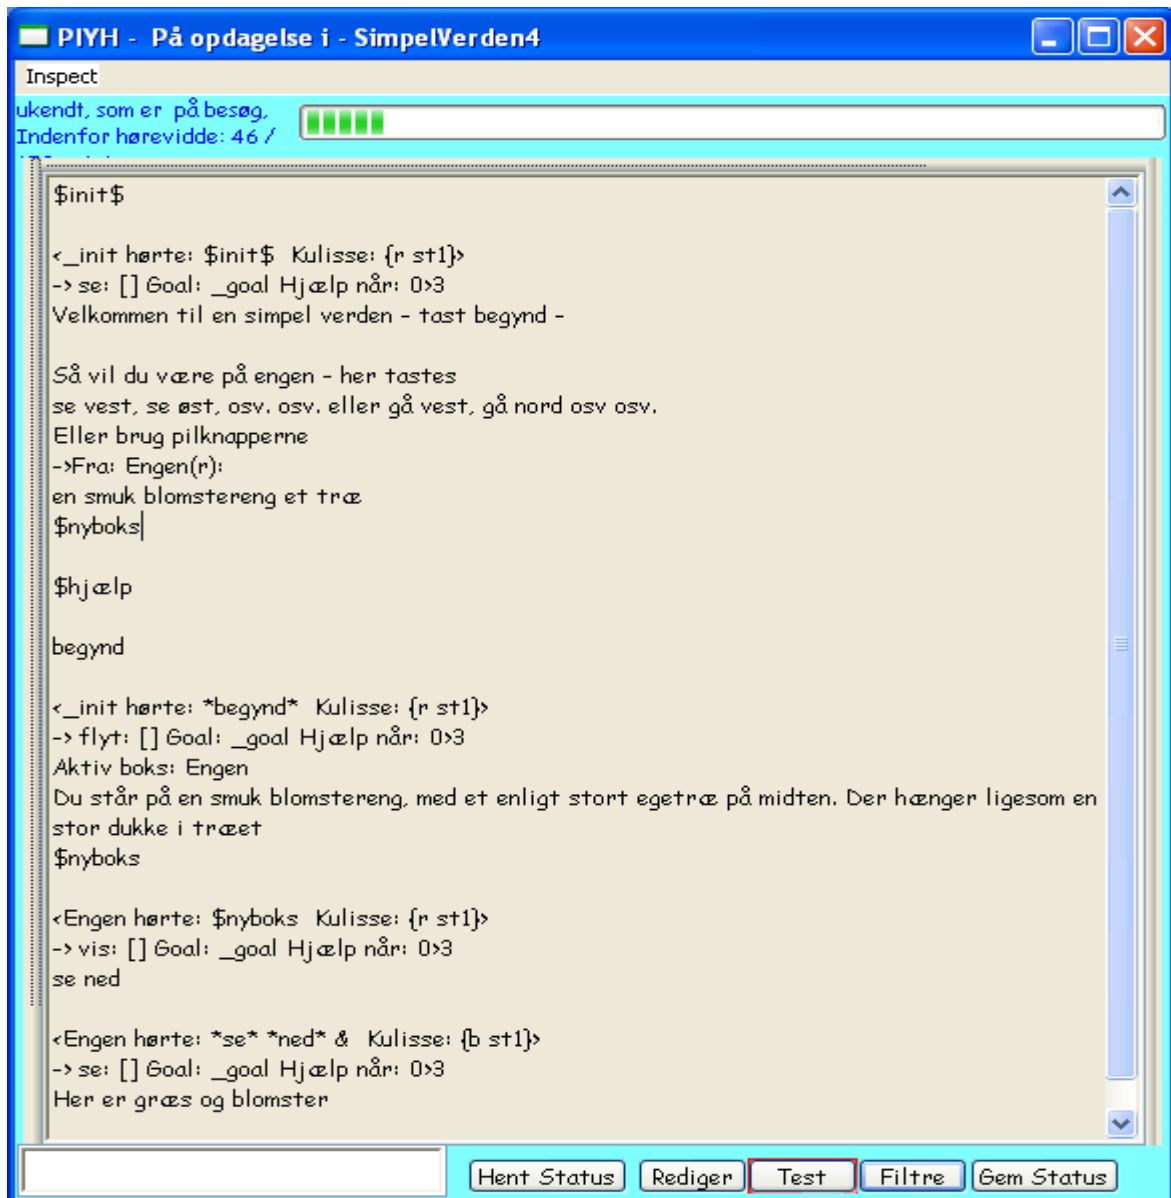 PIYH - På opdagelse i - SimpelVerden4
Inspect
ukendt, som er på besøg,
Indenfor hørevidde: 46 /
$init$
<_init hørte: $init$ Kulisse: {r st1}>
-> se: [] Goal: _goal Hjælp når: 0>3
Velkommen til en simpel verden - tast begynd -
Så vil du være på engen - her tastes
se vest, se øst, osv. osv. eller gå vest, gå nord osv osv.
Eller brug pilknapperne
->Fra: Engen(r):
en smuk blomstereng et træ
$nyboks
$hjælp
begynd
<_init hørte: *begynd* Kulisse: {r st1}>
-> flyt: [] Goal: _goal Hjælp når: 0>3
Aktiv boks: Engen
Du står på en smuk blomstereng, med et enligt stort egetræ på midten. Der hænger ligesom en
stor dukke i træet
$nyboks
<Engen hørte: $nyboks Kulisse: {r st1}>
-> vis: [] Goal: _goal Hjælp når: 0>3
se ned
<Engen hørte: *se* *ned* & Kulisse: {b st1}>
-> se: [] Goal: _goal Hjælp når: 0>3
Her er græs og blomster
Hent Status Rediger Test Filtre Gem Status